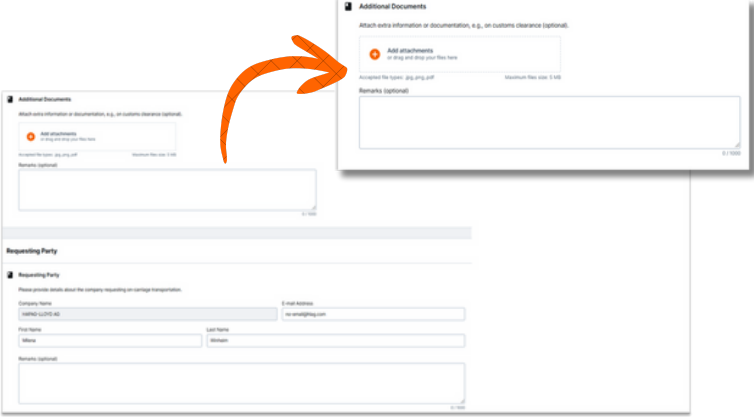 Additional Documents
Attach extra information or documentation, e.g., on customs clearance (optional).
Add attachments
or drag and drop your files here
Accepted file types: .jpg,.png,.pdf
Maximum files size: 5 MB
Remarks (optional)
0 / 1000
Additional Documents
Attach extra information or documentation, e.g., on customs clearance (optional).
Add attachments
or drag and drop your files here
Accepted file types: .jpg,.png,.pdf
Maximum files size: 5 MB
Remarks (optional)
0 / 1000
Requesting Party
Requesting Party
Please provide details about the company requesting on-carriage transportation.
Company Name
E-mail Address
HAPAG-LLOYD AG
no-email@hlag.com
First Name
Last Name
Milena
Remarks (optional)
0 / 1000